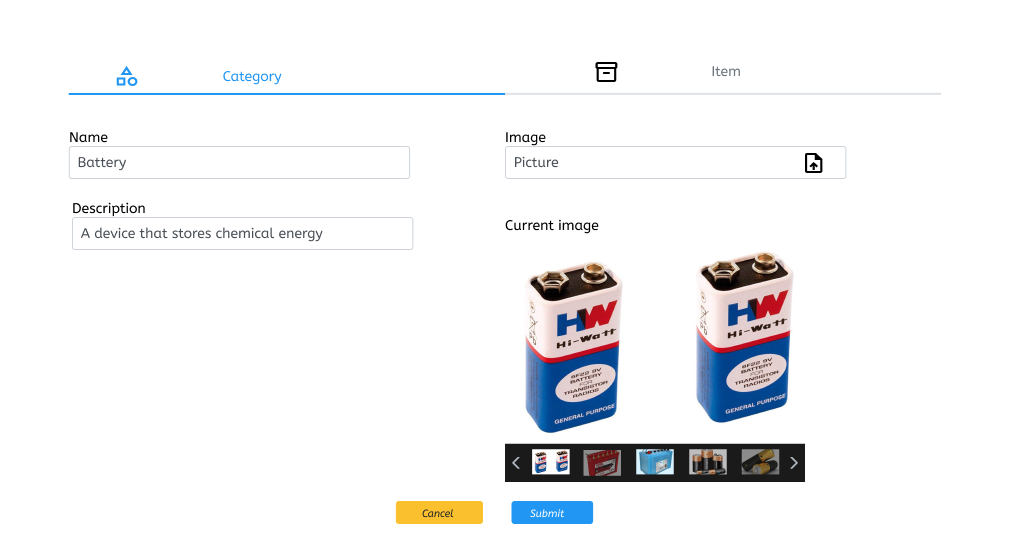 Category
Item
Name
Battery
Image
Picture
Description
A device that stores chemical energy
Current image
HW
Hi-Watt
6F22 9V
BATTERY
FOR
TRANSISTOR
RADIOS
GENERAL PURPOSE
HW
Hi-Watt
6F22 9V
BATTERY
FOR
TRANSISTOR
RADIOS
GENERAL PURPOSE
Cancel
Submit